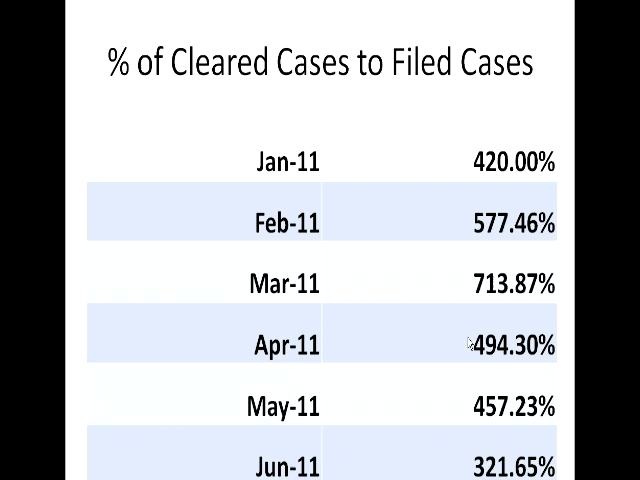 % of Cleared Cases to Filed Cases
Jan-11 420.00%
Feb-11 577.46%
Mar-11 713.87%
Apr-11 494.30%
May-11 457.23%
Jun-11 321.65%